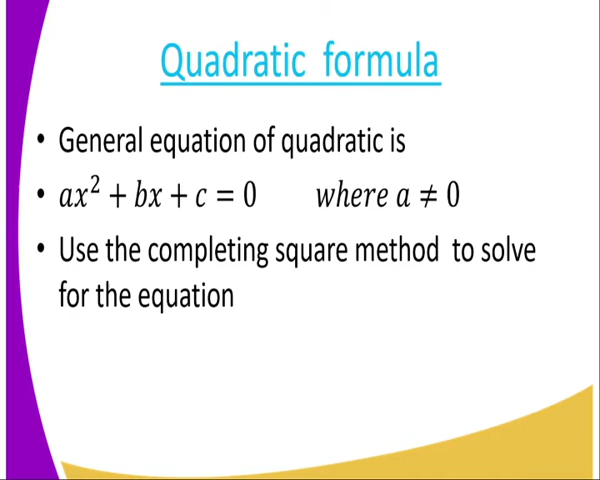 Quadratic formula
• General equation of quadratic is
• 𝑎𝑥² + 𝑏𝑥 + 𝑐 = 0 𝑤ℎ𝑒𝑟𝑒 𝑎 ≠ 0
• Use the completing square method to solve
for the equation